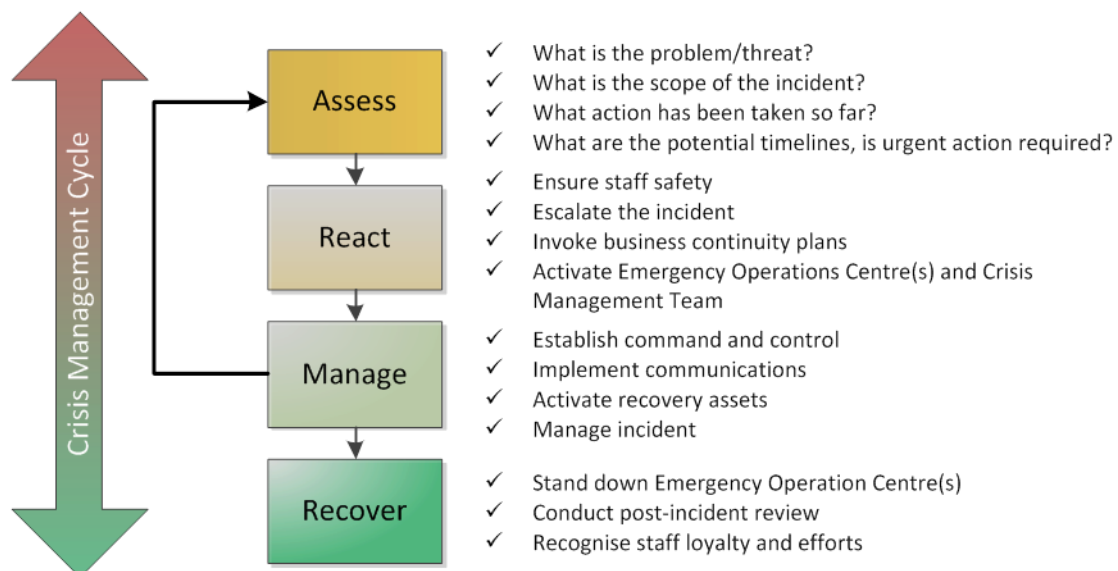 Crisis Management Cycle
Assess
✓ What is the problem/threat?
✓ What is the scope of the incident?
✓ What action has been taken so far?
✓ What are the potential timelines, is urgent action required?
React
✓ Ensure staff safety
✓ Escalate the incident
✓ Invoke business continuity plans
✓ Activate Emergency Operations Centre(s) and Crisis
Management Team
Manage
✓ Establish command and control
✓ Implement communications
✓ Activate recovery assets
✓ Manage incident
Recover
✓ Stand down Emergency Operation Centre(s)
✓ Conduct post-incident review
✓ Recognise staff loyalty and efforts